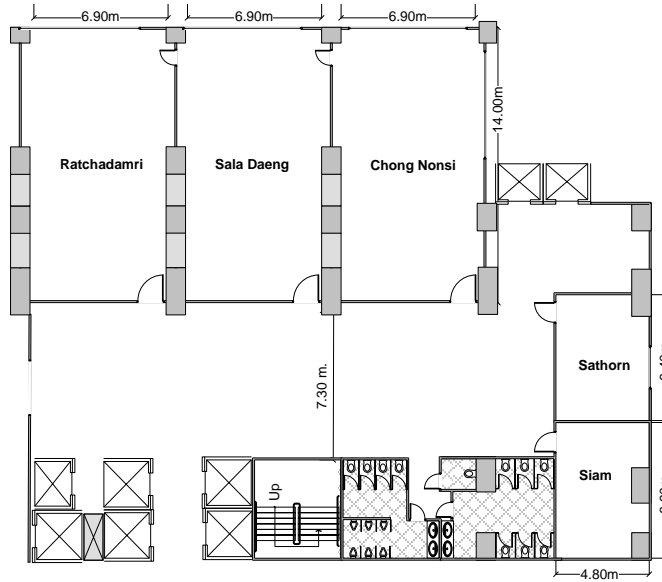 6.90m 6.90m 6.90m
14.00m
Ratchadamri Sala Daeng Chong Nonsi
7.30 m.
Sathorn
Siam
Up
4.80m